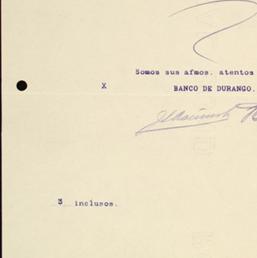 Somos sus afmos. atentos
X BANCO DE DURANGO.
3 inclusos.